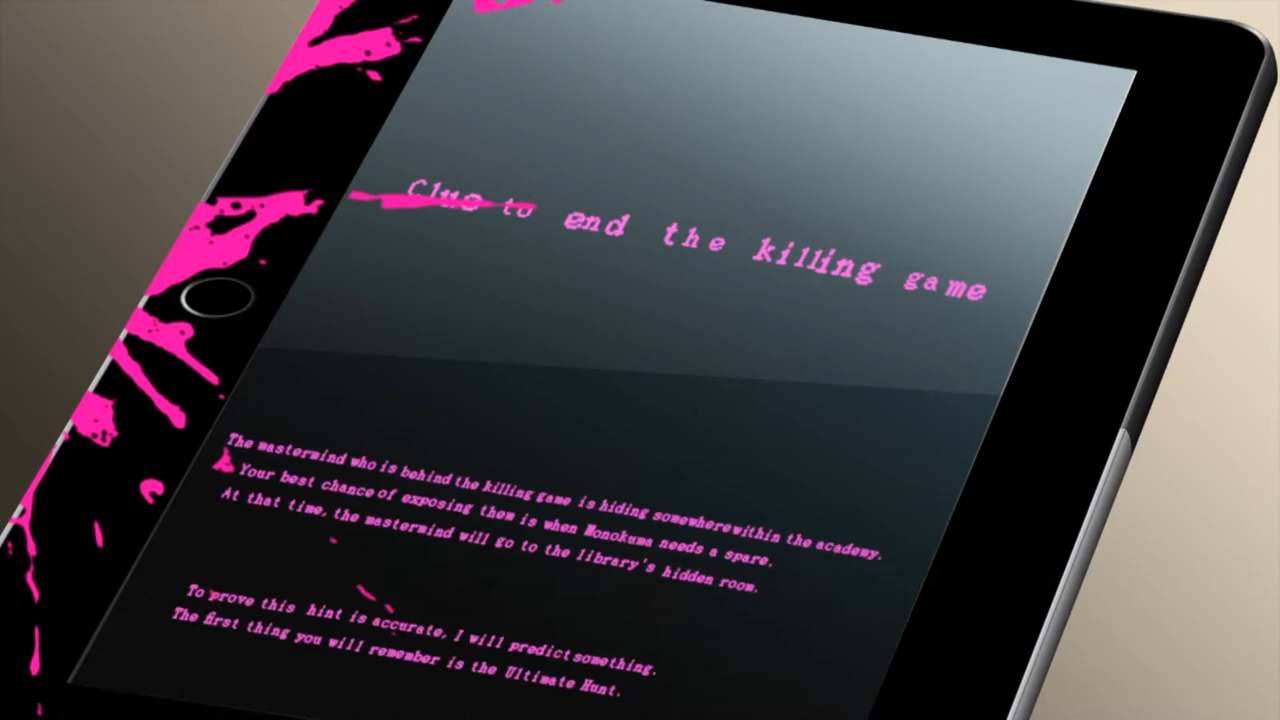 Clue to end the killing game
The mastermind who is behind the killing game is hiding somewhere within the academy.
Your best chance of exposing them is when Monokuma needs a spare.
At that time, the mastermind will go to the library's hidden room.
To prove this hint is accurate, I will predict something.
The first thing you will remember is the Ultimate Hunt.